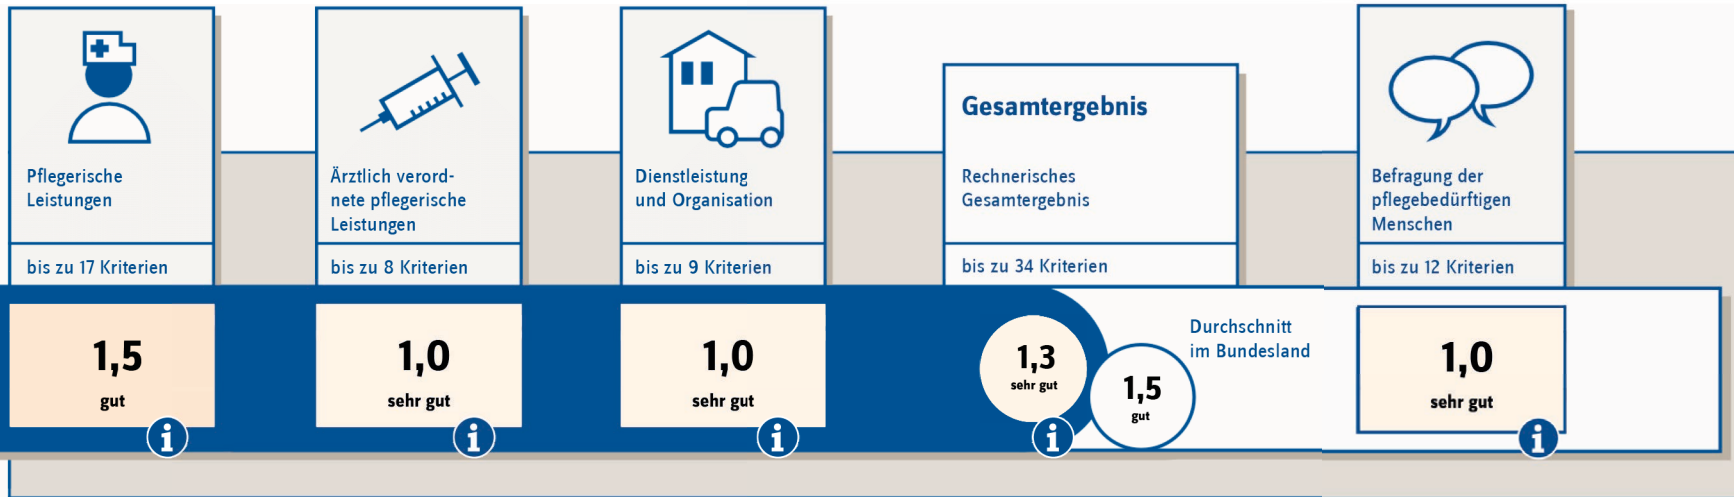 Pflegerische
Leistungen
bis zu 17 Kriterien
1,5
gut
Ärztlich verord-
nete pflegerische
Leistungen
bis zu 8 Kriterien
1,0
sehr gut
Dienstleistung
und Organisation
bis zu 9 Kriterien
1,0
sehr gut
Gesamtergebnis
Rechnerisches
Gesamtergebnis
bis zu 34 Kriterien
1,3
sehr gut
Durchschnitt
im Bundesland
1,5
gut
Befragung der
pflegebedürftigen
Menschen
bis zu 12 Kriterien
1,0
sehr gut